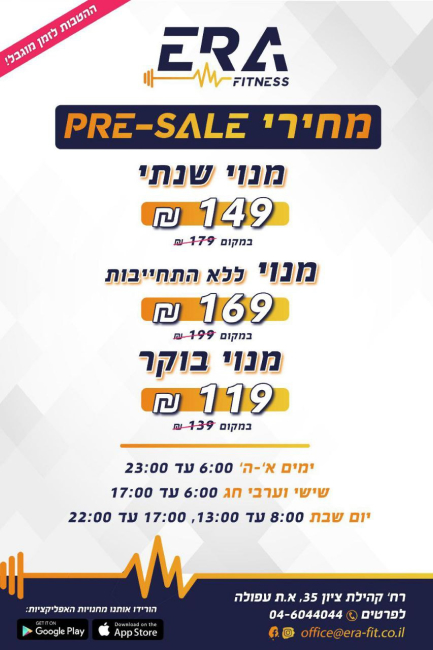 ההטבות לזמן מוגבל!
ERA
FITNESS
מחירי PRE-SALE
מנוי שנתי
149 ₪
במקום 179 ₪
מנוי ללא התחייבות
169 ₪
במקום 199 ₪
מנוי בוקר
119 ₪
במקום 139 ₪
ימים א'-ה' 6:00 עד 23:00
שישי וערבי חג 6:00 עד 17:00
יום שבת 8:00 עד 13:00, 17:00 עד 22:00
רח' קהילת ציון 35, א.ת עפולה
לפרטים 04-6044044
office@era-fit.co.il
הורידו אותנו מחנויות האפליקציות:
GET IT ON
Google Play
Download on the
App Store